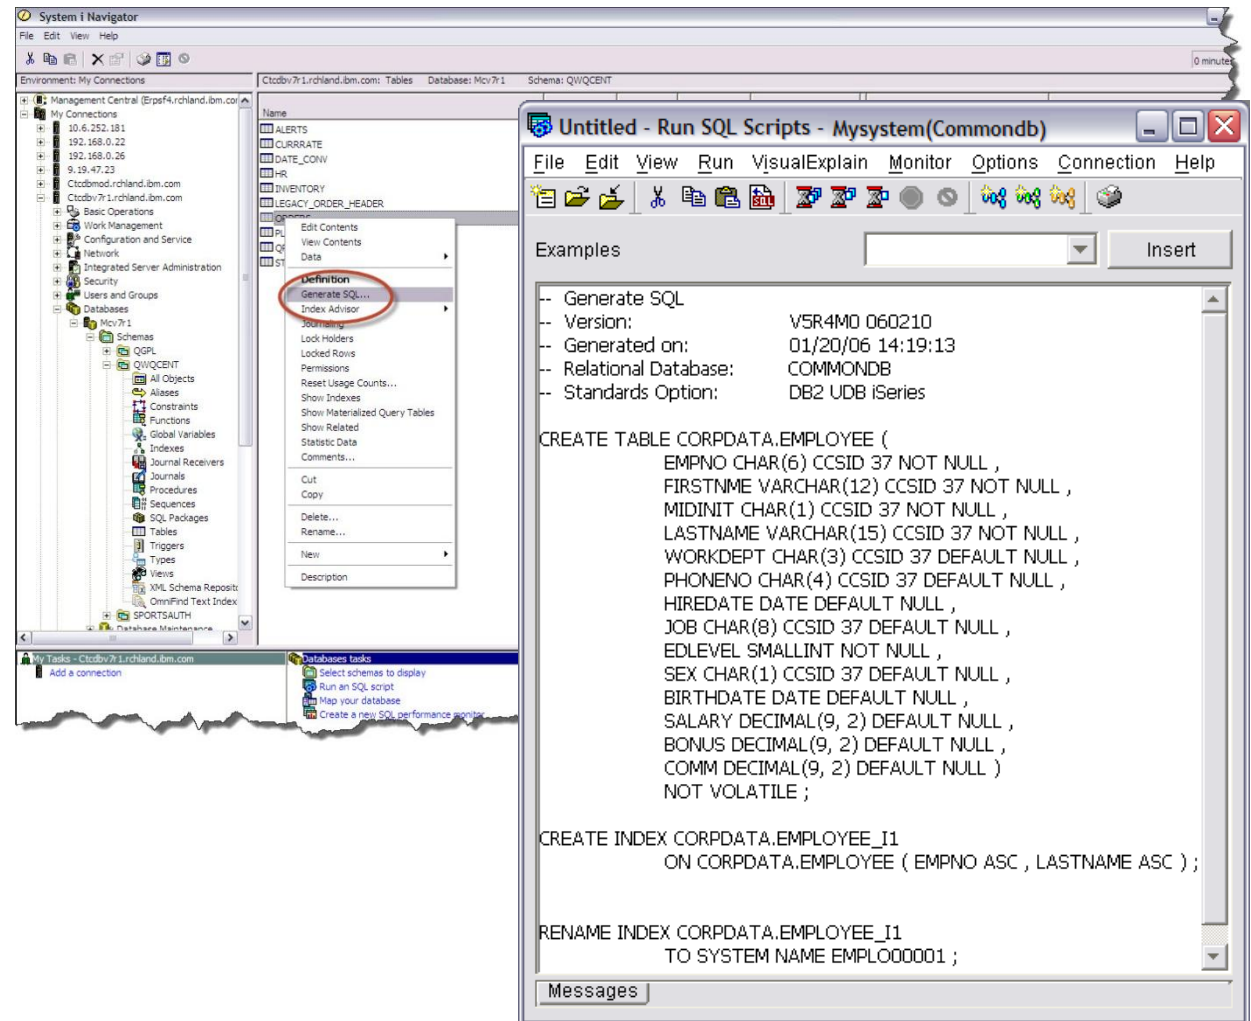 System i Navigator
File Edit View Help
0 minutes
Environment: My Connections
Ctcdbv7r1.rchland.ibm.com: Tables Database: Mcv7r1 Schema: QWQCENT
Management Central (Erpsf4.rchland.ibm.cor
My Connections
10.6.252.181
192.168.0.22
192.168.0.26
9.19.47.23
Ctcdbmod.rchland.ibm.com
Ctcdbv7r1.rchland.ibm.com
Basic Operations
Work Management
Configuration and Service
Network
Integrated Server Administration
Security
Users and Groups
Databases
Mcv7r1
Schemas
QGPL
QWQCENT
All Objects
Aliases
Constraints
Functions
Global Variables
Indexes
Journal Receivers
Journals
Procedures
Sequences
SQL Packages
Tables
Triggers
Types
Views
XML Schema Reposito
OmniFind Text Index
SPORTSAUTH
Database Maintenance
Name
ALERTS
CURRRATE
DATE_CONV
HR
INVENTORY
LEGACY_ORDER_HEADER
ORDERS
Edit Contents
View Contents
Data
Definition
Generate SQL...
Index Advisor
Journaling
Lock Holders
Locked Rows
Permissions
Reset Usage Counts...
Show Indexes
Show Materialized Query Tables
Show Related
Statistic Data
Comments...
Cut
Copy
Delete...
Rename...
New
Description
My Tasks - Ctcdbv7r1.rchland.ibm.com
Add a connection
Databases tasks
Select schemas to display
Run an SQL script
Map your database
Create a new SQL performance monitor
Untitled - Run SQL Scripts - Mysystem(Commondb)
File Edit View Run VisualExplain Monitor Options Connection Help
Examples
Insert
-- Generate SQL
-- Version: V5R4M0 060210
-- Generated on: 01/20/06 14:19:13
-- Relational Database: COMMONDB
-- Standards Option: DB2 UDB iSeries
CREATE TABLE CORPDATA.EMPLOYEE (
EMPNO CHAR(6) CCSID 37 NOT NULL ,
FIRSTNME VARCHAR(12) CCSID 37 NOT NULL ,
MIDINIT CHAR(1) CCSID 37 NOT NULL ,
LASTNAME VARCHAR(15) CCSID 37 NOT NULL ,
WORKDEPT CHAR(3) CCSID 37 DEFAULT NULL ,
PHONENO CHAR(4) CCSID 37 DEFAULT NULL ,
HIREDATE DATE DEFAULT NULL ,
JOB CHAR(8) CCSID 37 DEFAULT NULL ,
EDLEVEL SMALLINT NOT NULL ,
SEX CHAR(1) CCSID 37 DEFAULT NULL ,
BIRTHDATE DATE DEFAULT NULL ,
SALARY DECIMAL(9, 2) DEFAULT NULL ,
BONUS DECIMAL(9, 2) DEFAULT NULL ,
COMM DECIMAL(9, 2) DEFAULT NULL )
NOT VOLATILE ;
CREATE INDEX CORPDATA.EMPLOYEE_I1
ON CORPDATA.EMPLOYEE ( EMPNO ASC , LASTNAME ASC ) ;
RENAME INDEX CORPDATA.EMPLOYEE_I1
TO SYSTEM NAME EMPLO00001 ;
Messages